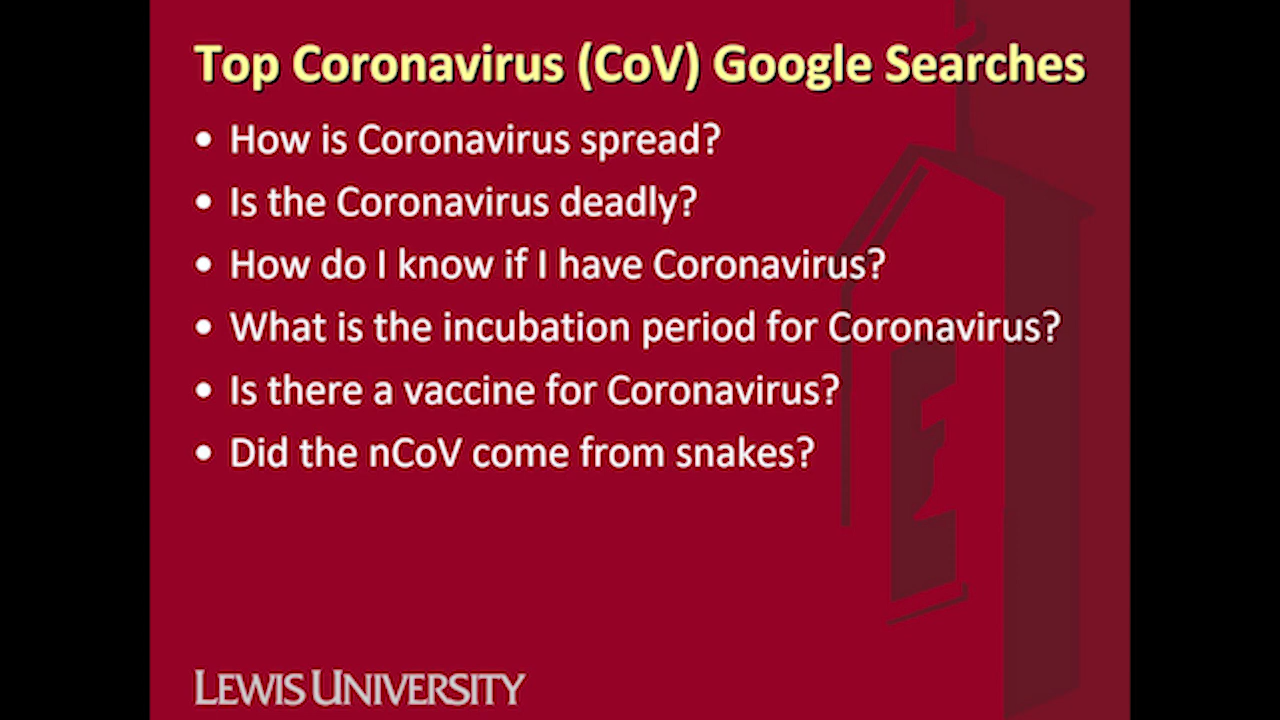 Top Coronavirus (CoV) Google Searches
• How is Coronavirus spread?
• Is the Coronavirus deadly?
• How do I know if I have Coronavirus?
• What is the incubation period for Coronavirus?
• Is there a vaccine for Coronavirus?
• Did the nCoV come from snakes?
LEWIS UNIVERSITY